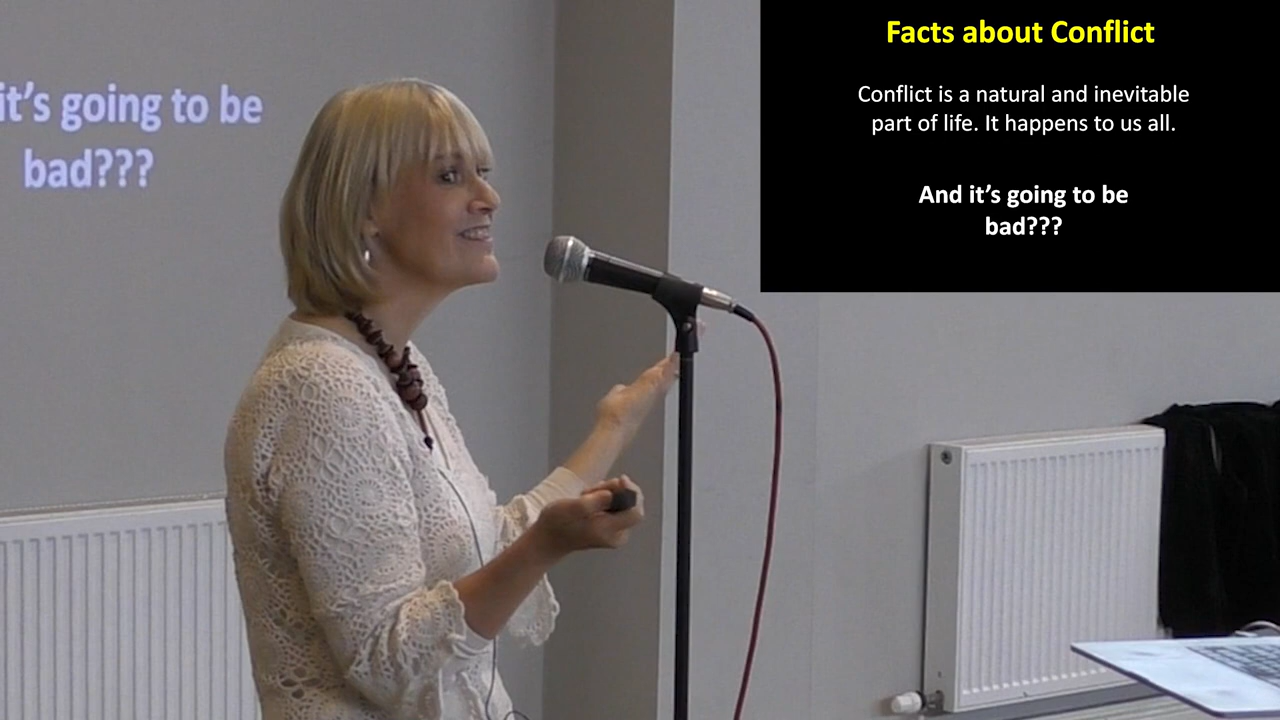 it's going to be
bad???
Facts about Conflict
Conflict is a natural and inevitable
part of life. It happens to us all.
And it's going to be
bad???